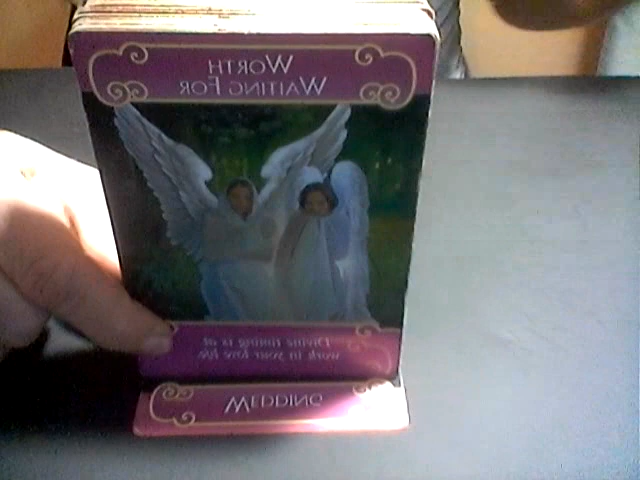 WORTH
WAITING FOR
Divine timing is at
work in your love life.
WEDDING